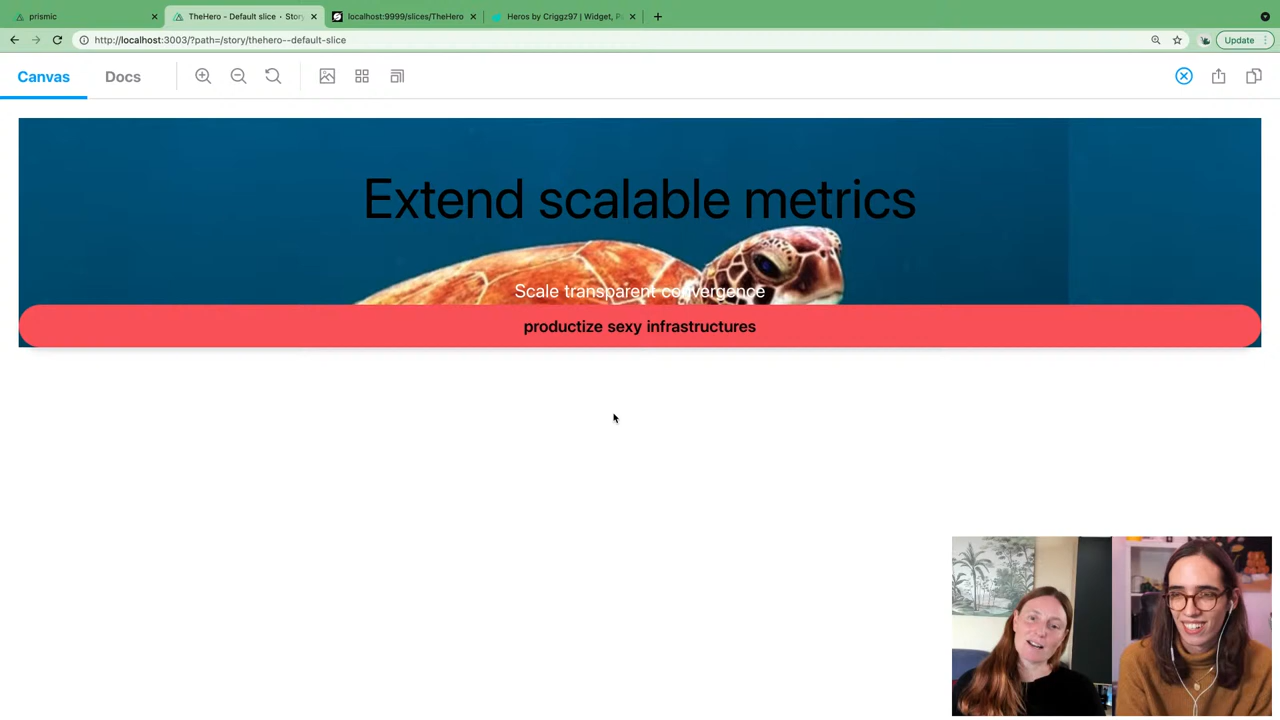 prismic
TheHero - Default slice · Story
localhost:9999/slices/TheHero
Heros by Criggz97 | Widget, P
http://localhost:3003/?path=/story/thehero--default-slice
Update
Canvas
Docs
Extend scalable metrics
Scale transparent convergence
productize sexy infrastructures